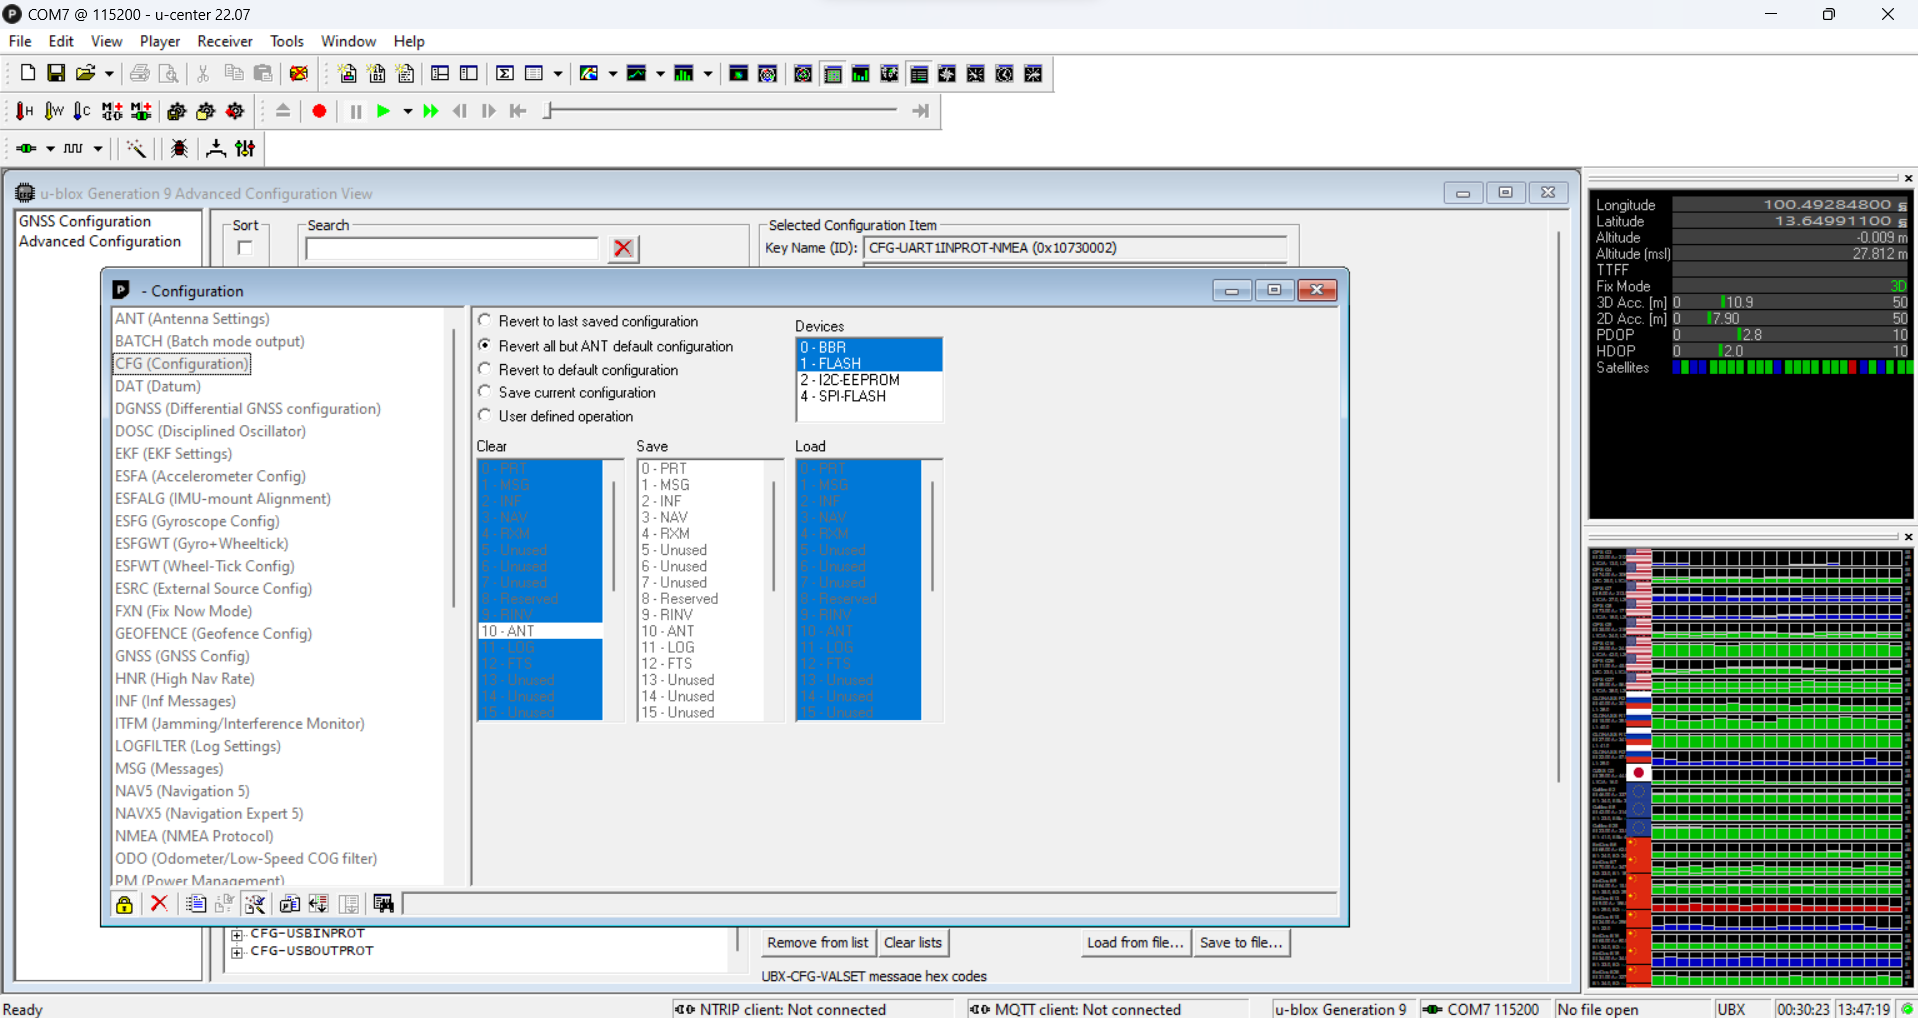 COM7 @ 115200 - u-center 22.07
File Edit View Player Receiver Tools Window Help
u-blox Generation 9 Advanced Configuration View
GNSS Configuration
Advanced Configuration
Sort
Search
Selected Configuration Item
Key Name (ID): CFG-UART1INPROT-NMEA (0x10730002)
- Configuration
ANT (Antenna Settings)
BATCH (Batch mode output)
CFG (Configuration)
DAT (Datum)
DGNSS (Differential GNSS configuration)
DOSC (Disciplined Oscillator)
EKF (EKF Settings)
ESFA (Accelerometer Config)
ESFALG (IMU-mount Alignment)
ESFG (Gyroscope Config)
ESFGWT (Gyro+Wheeltick)
ESFWT (Wheel-Tick Config)
ESRC (External Source Config)
FXN (Fix Now Mode)
GEOFENCE (Geofence Config)
GNSS (GNSS Config)
HNR (High Nav Rate)
INF (Inf Messages)
ITFM (Jamming/Interference Monitor)
LOGFILTER (Log Settings)
MSG (Messages)
NAV5 (Navigation 5)
NAVX5 (Navigation Expert 5)
NMEA (NMEA Protocol)
ODO (Odometer/Low-Speed COG filter)
PM (Power Management)
Revert to last saved configuration
Revert all but ANT default configuration
Revert to default configuration
Save current configuration
User defined operation
Devices
0 - BBR
1 - FLASH
2 - I2C-EEPROM
4 - SPI-FLASH
Clear
0 - PRT
1 - MSG
2 - INF
3 - NAV
4 - RXM
5 - Unused
6 - Unused
7 - Unused
8 - Reserved
9 - RINV
10 - ANT
11 - LOG
12 - FTS
13 - Unused
14 - Unused
15 - Unused
Save
0 - PRT
1 - MSG
2 - INF
3 - NAV
4 - RXM
5 - Unused
6 - Unused
7 - Unused
8 - Reserved
9 - RINV
10 - ANT
11 - LOG
12 - FTS
13 - Unused
14 - Unused
15 - Unused
Load
0 - PRT
1 - MSG
2 - INF
3 - NAV
4 - RXM
5 - Unused
6 - Unused
7 - Unused
8 - Reserved
9 - RINV
10 - ANT
11 - LOG
12 - FTS
13 - Unused
14 - Unused
15 - Unused
CFG-USBINPROT
CFG-USBOUTPROT
Remove from list Clear lists Load from file... Save to file...
UBX-CFG-VALSET message hex codes
Longitude 100.49284800
Latitude 13.64991100
Altitude -0.009 m
Altitude (msl) 27.812 m
TTFF
Fix Mode 3D
3D Acc. [m] 0 10.9 50
2D Acc. [m] 0 7.90 50
PDOP 0 2.8 10
HDOP 0 2.0 10
Satellites
Ready NTRIP client: Not connected MQTT client: Not connected u-blox Generation 9 COM7 115200 No file open UBX 00:30:23 13:47:19